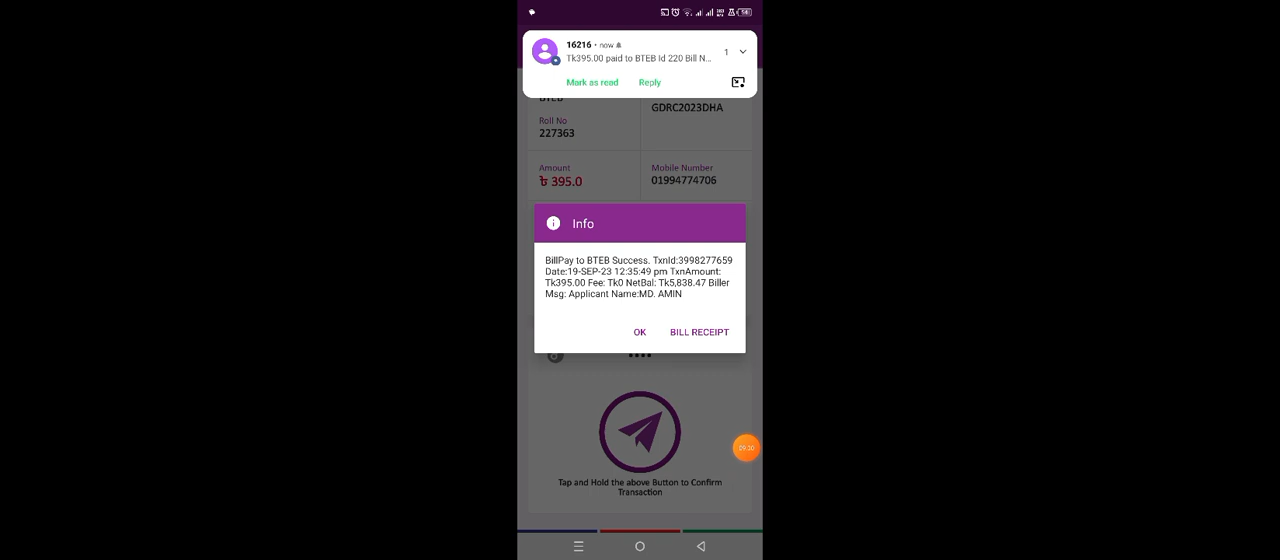 16216 • now
Tk395.00 paid to BTEB Id 220 Bill N...
1
Mark as read Reply
BTEB
GDRC2023DHA
Roll No
227363
Amount
Mobile Number
৳ 395.0
01994774706
Info
BillPay to BTEB Success. TxnId:3998277659
Date:19-SEP-23 12:35:49 pm TxnAmount:
Tk395.00 Fee: Tk0 NetBal: Tk5,838.47 Biller
Msg: Applicant Name:MD. AMIN
OK BILL RECEIPT
Tap and Hold the above Button to Confirm
Transaction